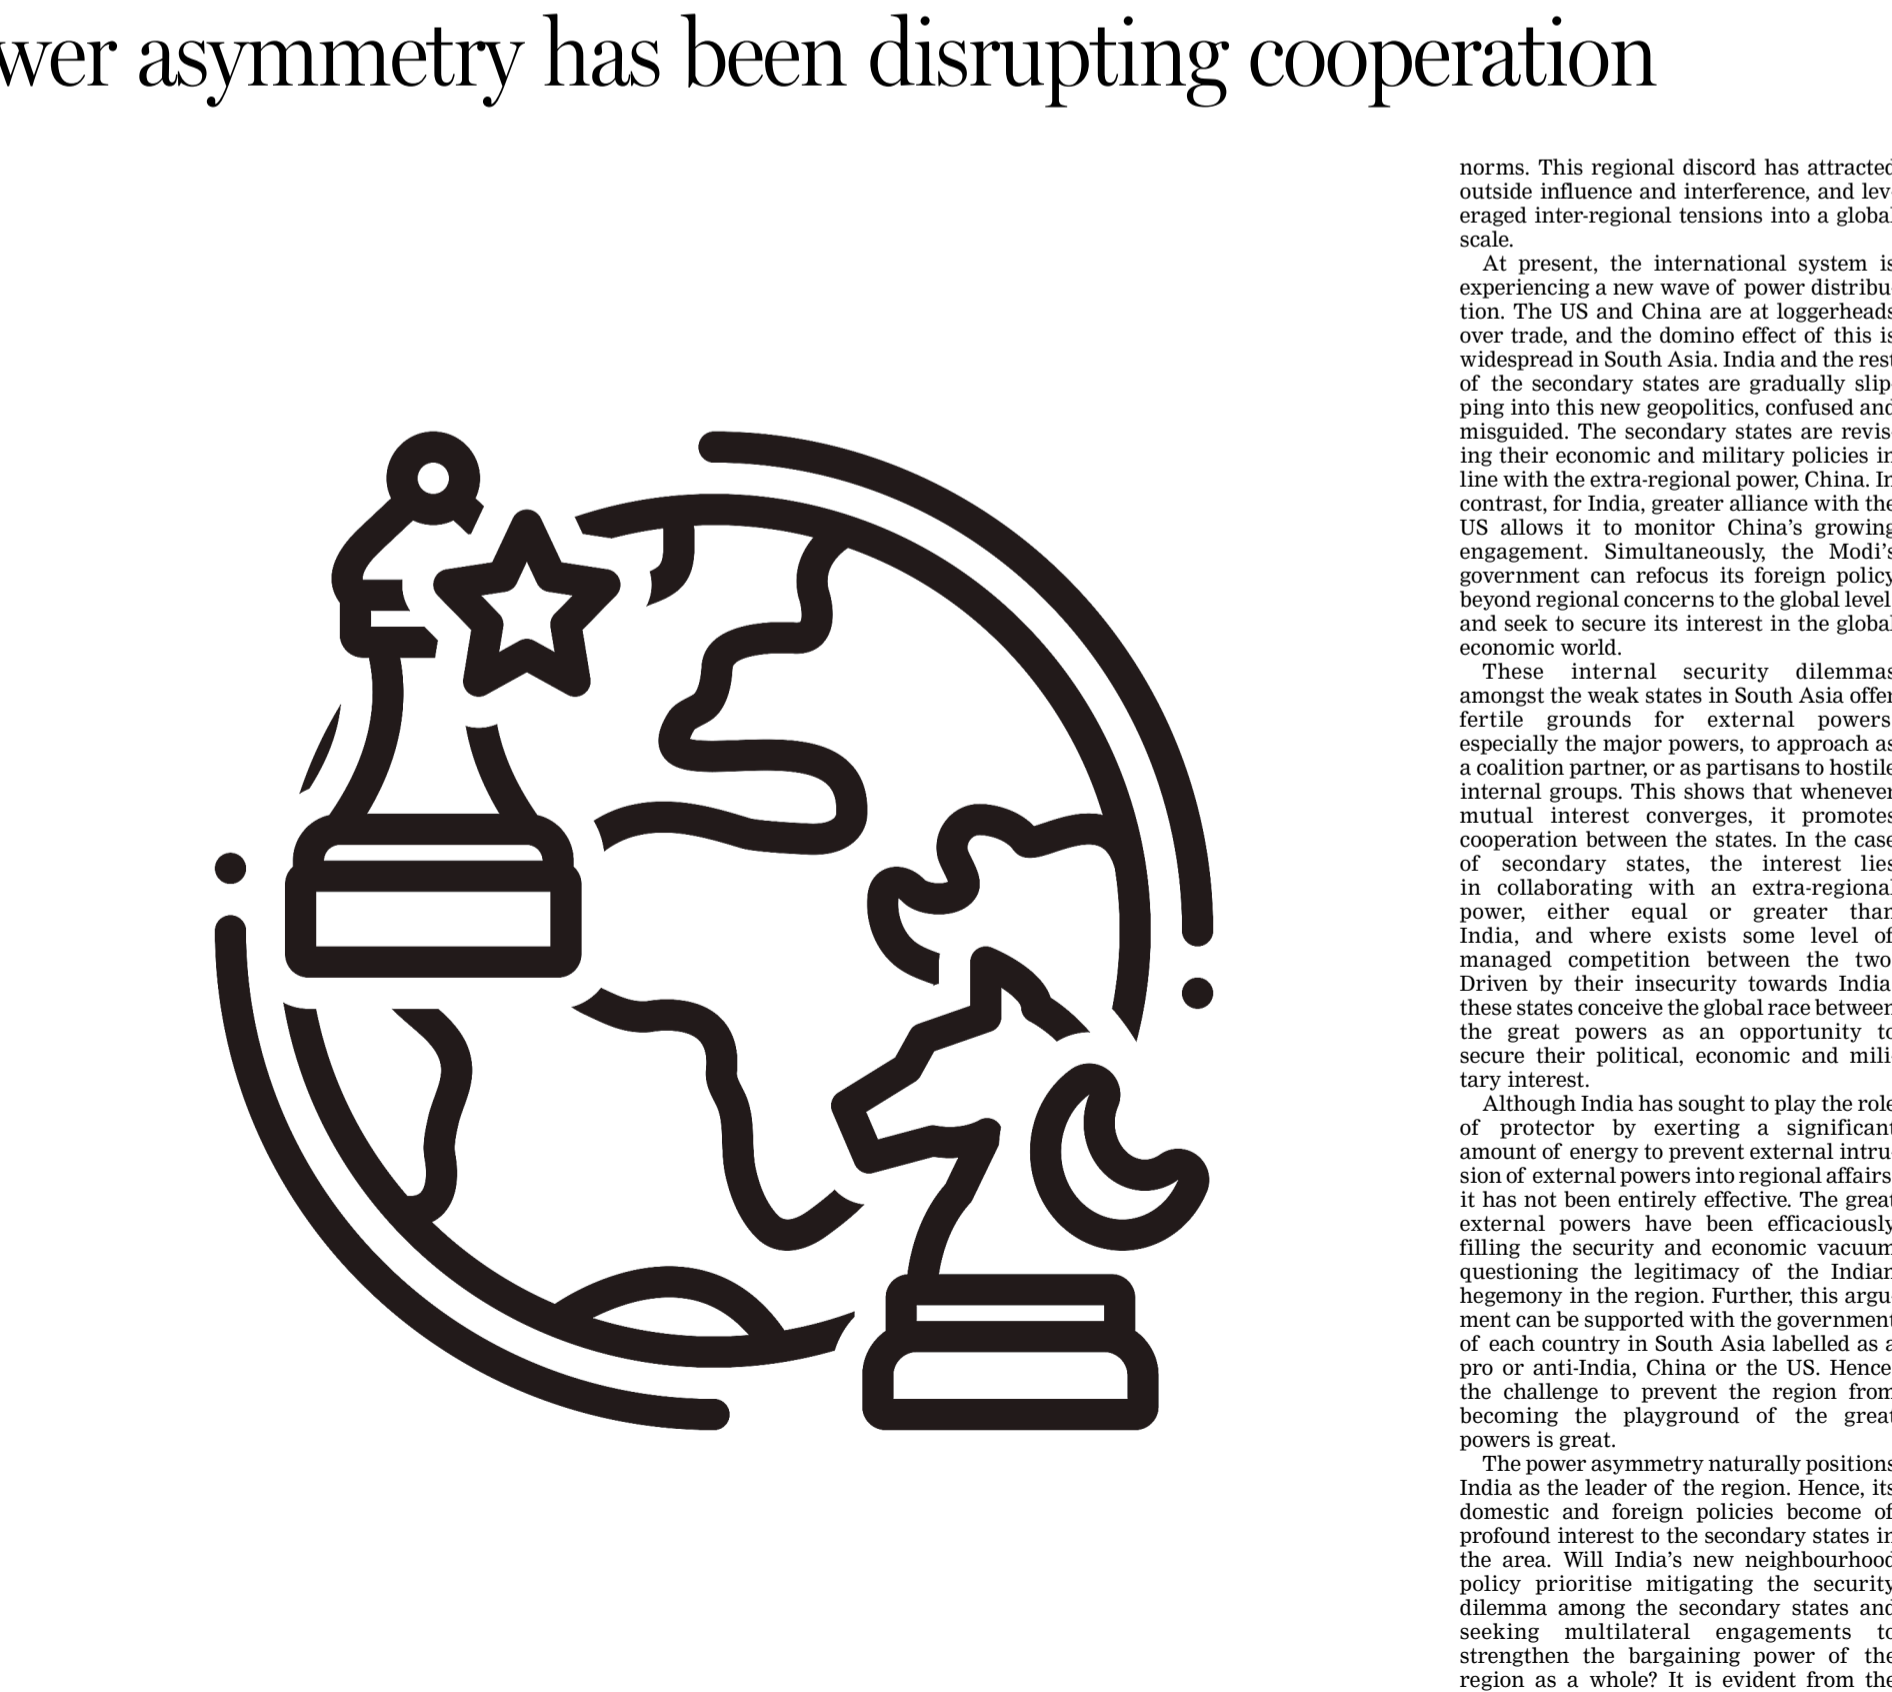 wer asymmetry has been disrupting cooperation
norms. This regional discord has attracted
outside influence and interference, and lev
eraged inter-regional tensions into a global
scale.
At present, the international system is
experiencing a new wave of power distribu
tion. The US and China are at loggerheads
over trade, and the domino effect of this is
widespread in South Asia. India and the rest
of the secondary states are gradually slip
ping into this new geopolitics, confused and
misguided. The secondary states are revis
ing their economic and military policies in
line with the extra-regional power, China. In
contrast, for India, greater alliance with the
US allows it to monitor China’s growing
engagement. Simultaneously, the Modi’s
government can refocus its foreign policy
beyond regional concerns to the global level
and seek to secure its interest in the global
economic world.
These internal security dilemmas
amongst the weak states in South Asia offer
fertile grounds for external powers
especially the major powers, to approach as
a coalition partner, or as partisans to hostile
internal groups. This shows that whenever
mutual interest converges, it promotes
cooperation between the states. In the case
of secondary states, the interest lies
in collaborating with an extra-regional
power, either equal or greater than
India, and where exists some level of
managed competition between the two
Driven by their insecurity towards India
these states conceive the global race between
the great powers as an opportunity to
secure their political, economic and mili
tary interest.
Although India has sought to play the role
of protector by exerting a significant
amount of energy to prevent external intru
sion of external powers into regional affairs
it has not been entirely effective. The great
external powers have been efficaciously
filling the security and economic vacuum
questioning the legitimacy of the Indian
hegemony in the region. Further, this argu
ment can be supported with the government
of each country in South Asia labelled as a
pro or anti-India, China or the US. Hence
the challenge to prevent the region from
becoming the playground of the great
powers is great.
The power asymmetry naturally positions
India as the leader of the region. Hence, its
domestic and foreign policies become of
profound interest to the secondary states in
the area. Will India’s new neighbourhood
policy prioritise mitigating the security
dilemma among the secondary states and
seeking multilateral engagements to
strengthen the bargaining power of the
region as a whole? It is evident from the